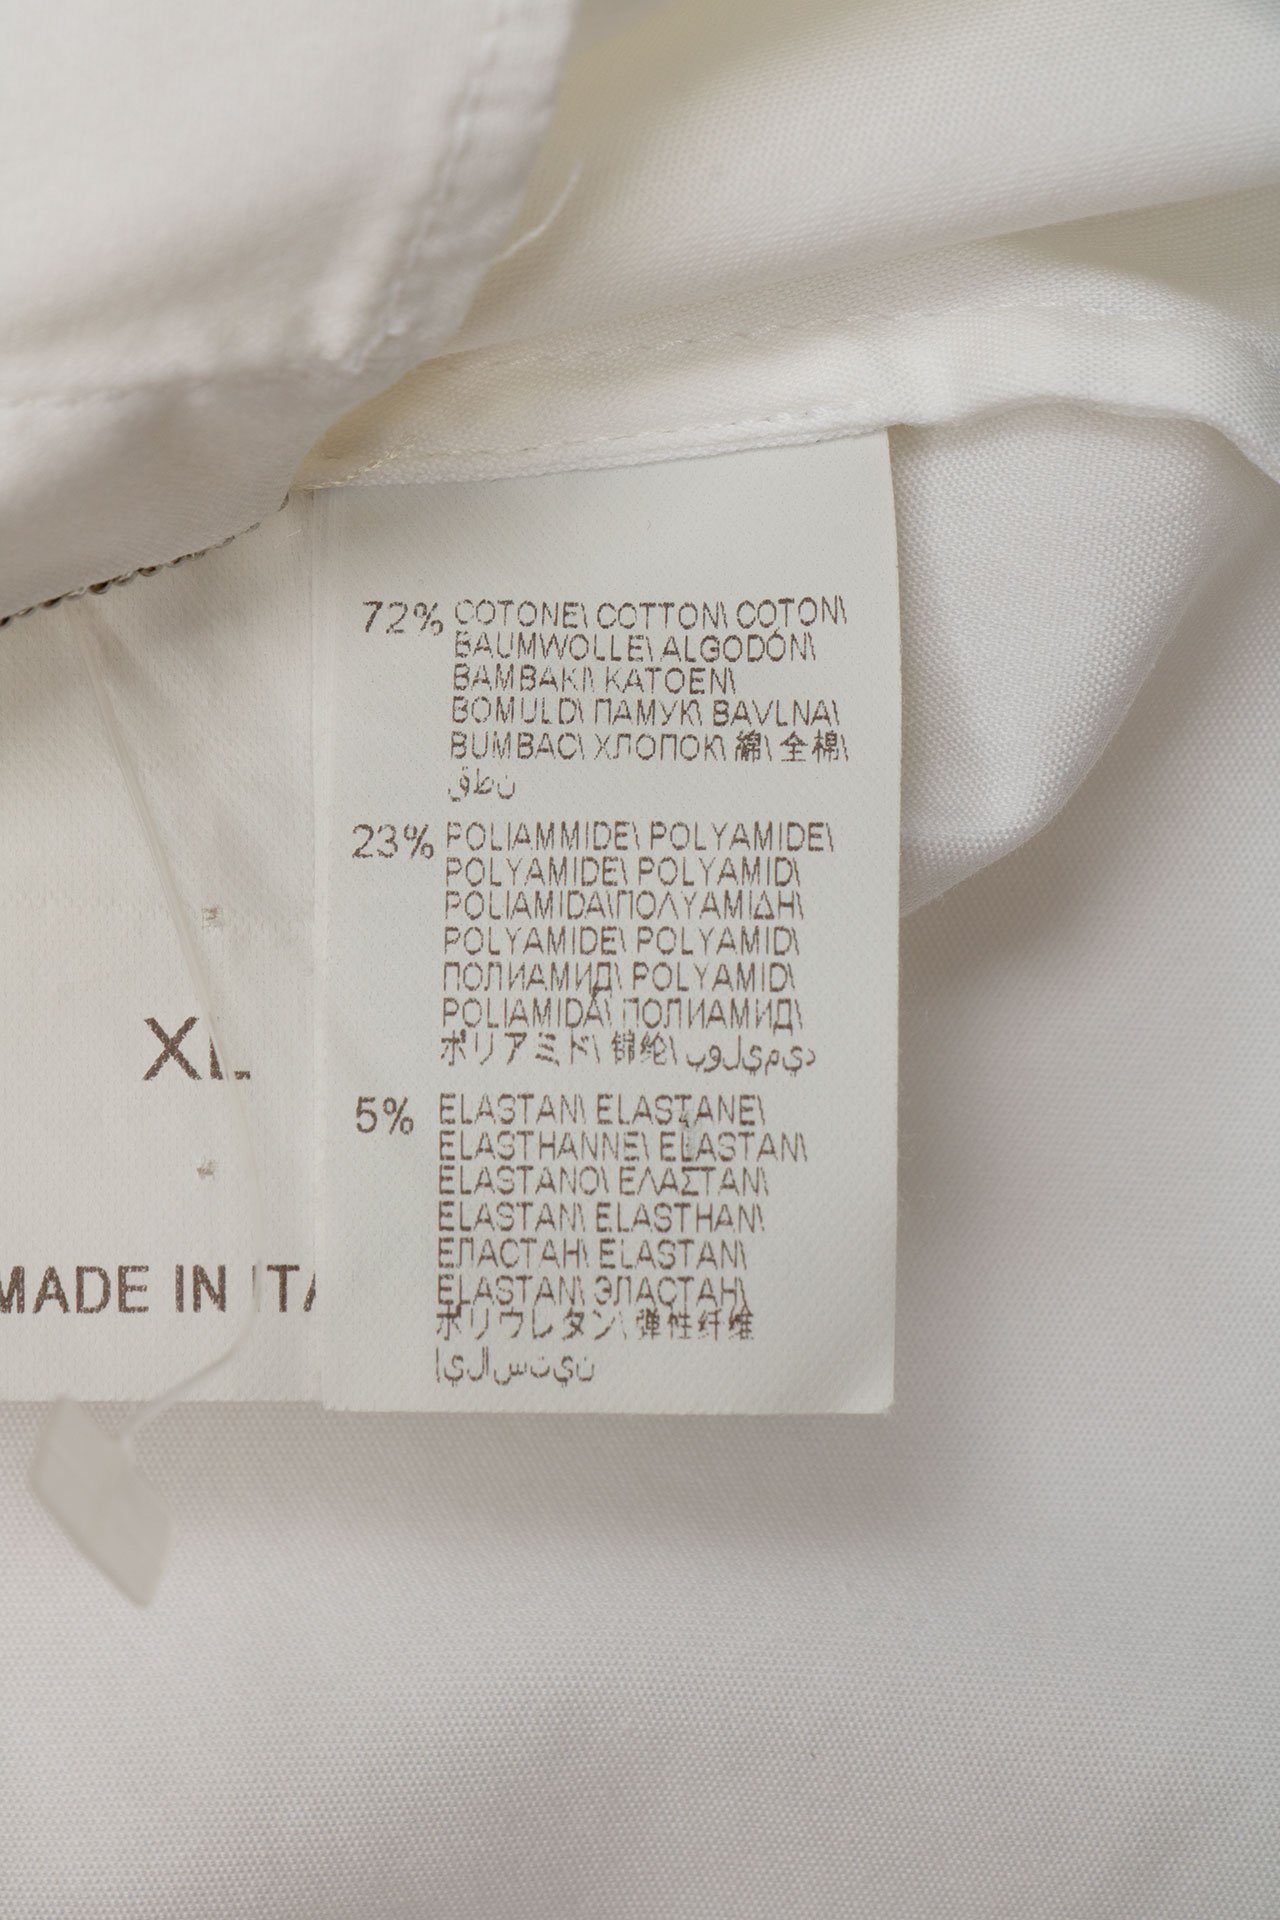 72% COTONE\ COTTON\ COTON\
BAUMWOLLE\ ALGODÓN\
BAMBAKI\ KATOEN\
BOMULD\ ПАМУК\ BAVLNA\
BUMBAC\ ХЛОПОК\ 綿\ 全棉\
قطن
23% POLIAMMIDE\ POLYAMIDE\
POLYAMIDE\ POLYAMID\
POLIAMIDA\ΠΟΛΥΑΜΙΔΗ\
POLYAMIDE\ POLYAMID\
ПОЛИАМИД\ POLYAMID\
POLIAMIDĂ\ ПОЛИАМИД\
ポリアミド\ 锦纶\ بوليميد
5% ELASTAN\ ELASTANE\
ELASTHANNE\ ELASTAN\
ELASTANO\ ΕΛΑΣΤΑΝ\
ELASTAN\ ELASTHAN\
ЕЛАСТАН\ ELASTAN\
ELASTAN\ ЭЛАСТАН\
ポリウレタン\ 弹性纤维
إيلاستين
XL
MADE IN ITA